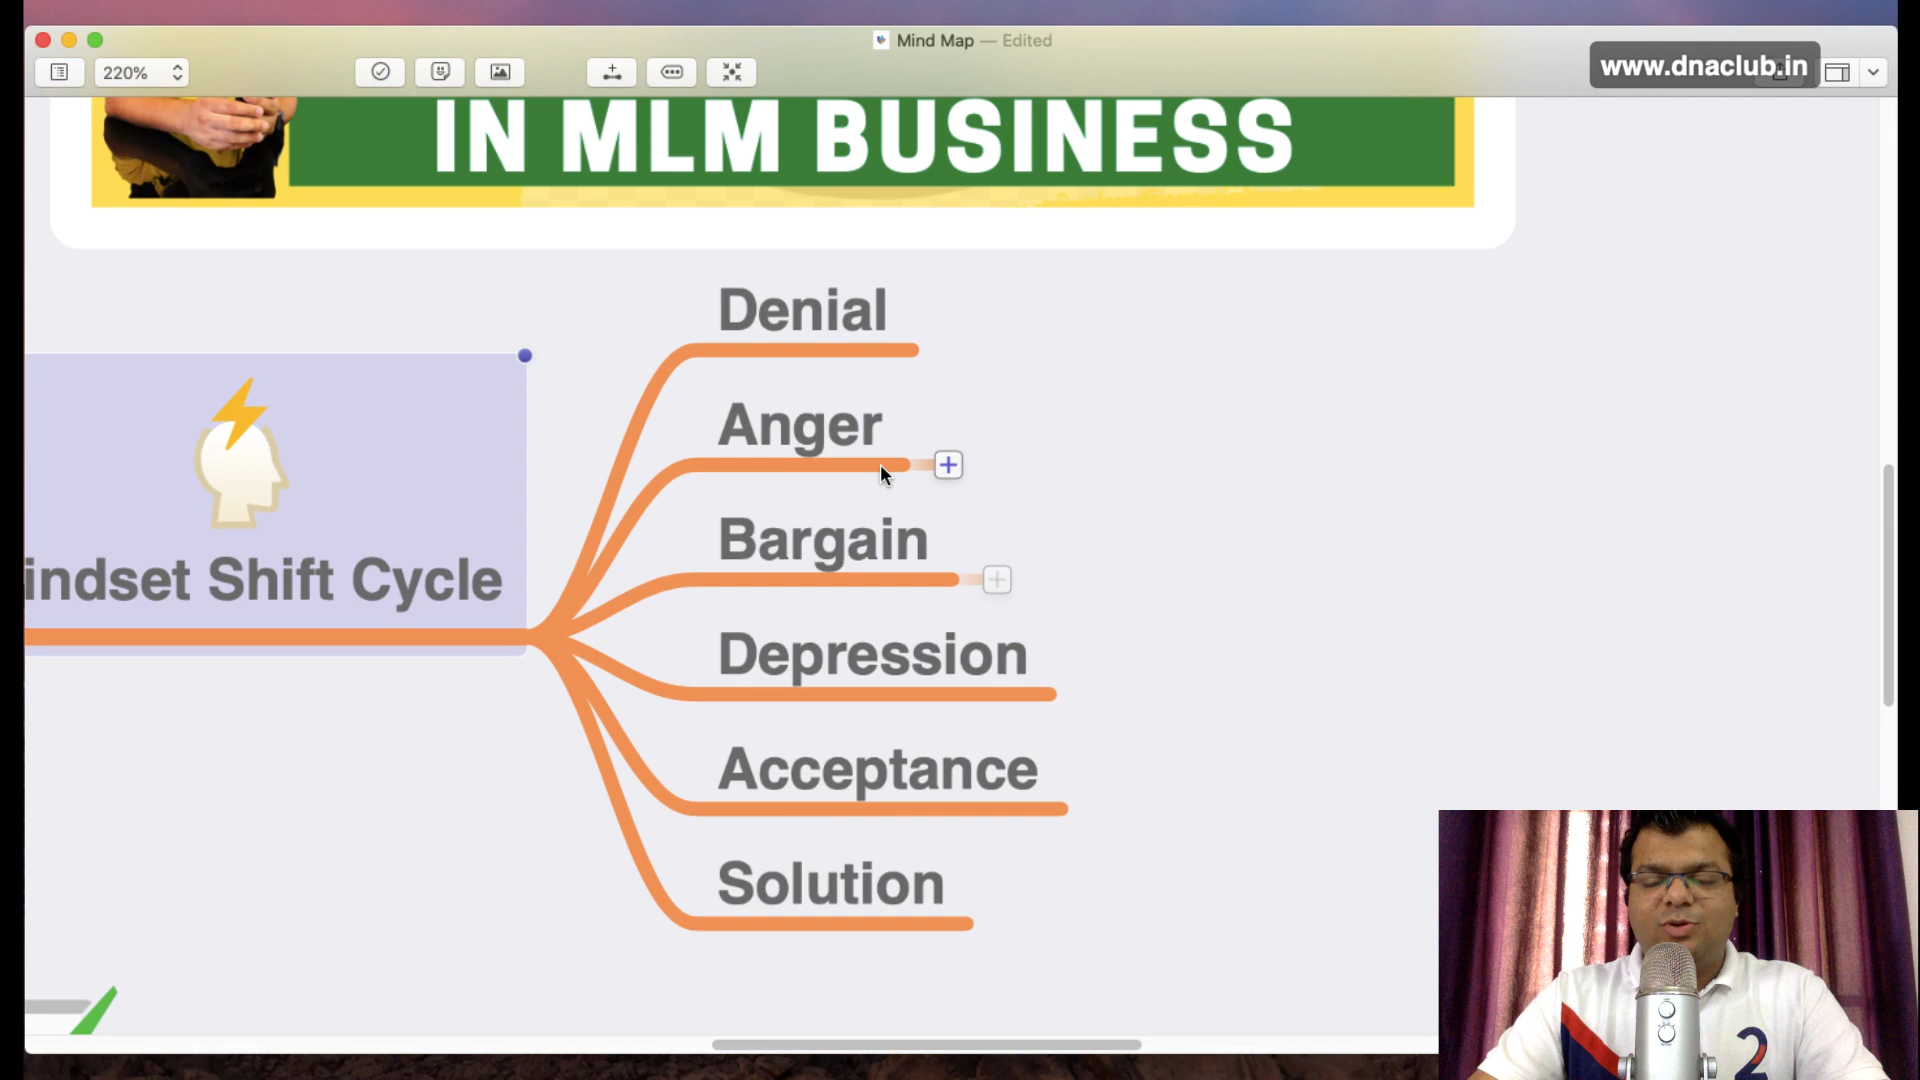 Mind Map — Edited
220%
www.dnaclub.in
IN MLM BUSINESS
Denial
Anger
Bargain
indset Shift Cycle
Depression
Acceptance
Solution
2